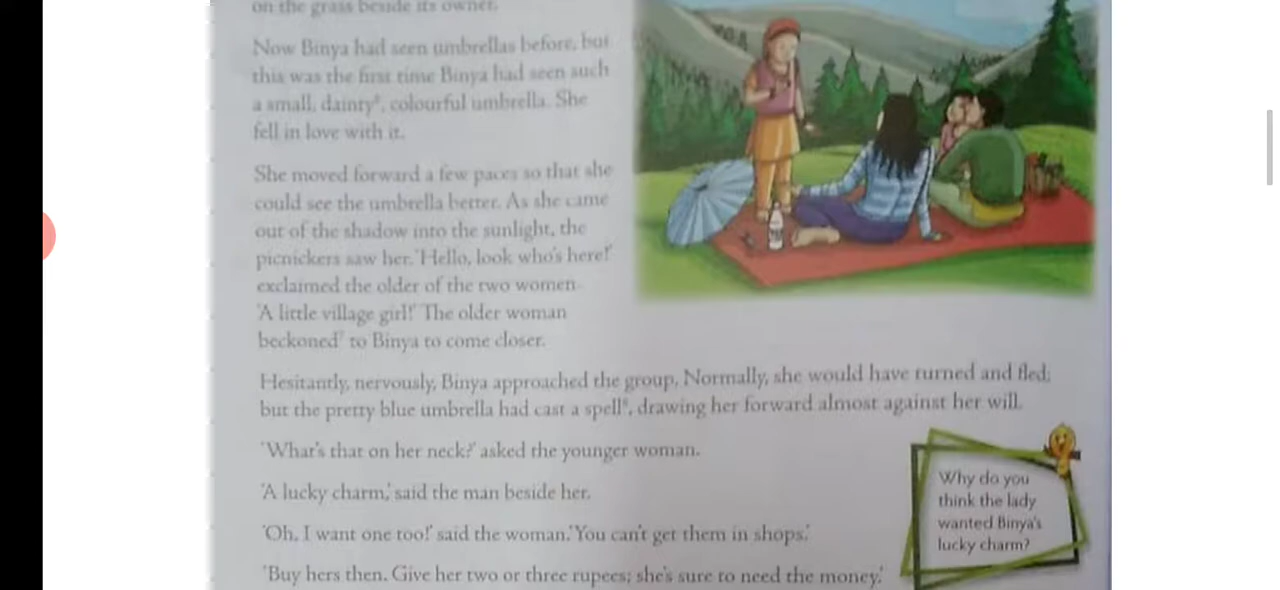 on the grass beside its owner.
Now Binya had seen umbrellas before, but
this was the first time Binya had seen such
a small, dainty⁶, colourful umbrella. She
fell in love with it.
She moved forward a few paces so that she
could see the umbrella better. As she came
out of the shadow into the sunlight, the
picnickers saw her. 'Hello, look who's here!'
exclaimed the older of the two women.
'A little village girl!' The older woman
beckoned⁷ to Binya to come closer.
Hesitantly, nervously, Binya approached the group. Normally, she would have turned and fled;
but the pretty blue umbrella had cast a spell⁸, drawing her forward almost against her will.
'What's that on her neck?' asked the younger woman.
'A lucky charm,' said the man beside her.
'Oh, I want one too!' said the woman. 'You can't get them in shops.'
'Buy hers then. Give her two or three rupees; she's sure to need the money.'
Why do you
think the lady
wanted Binya's
lucky charm?